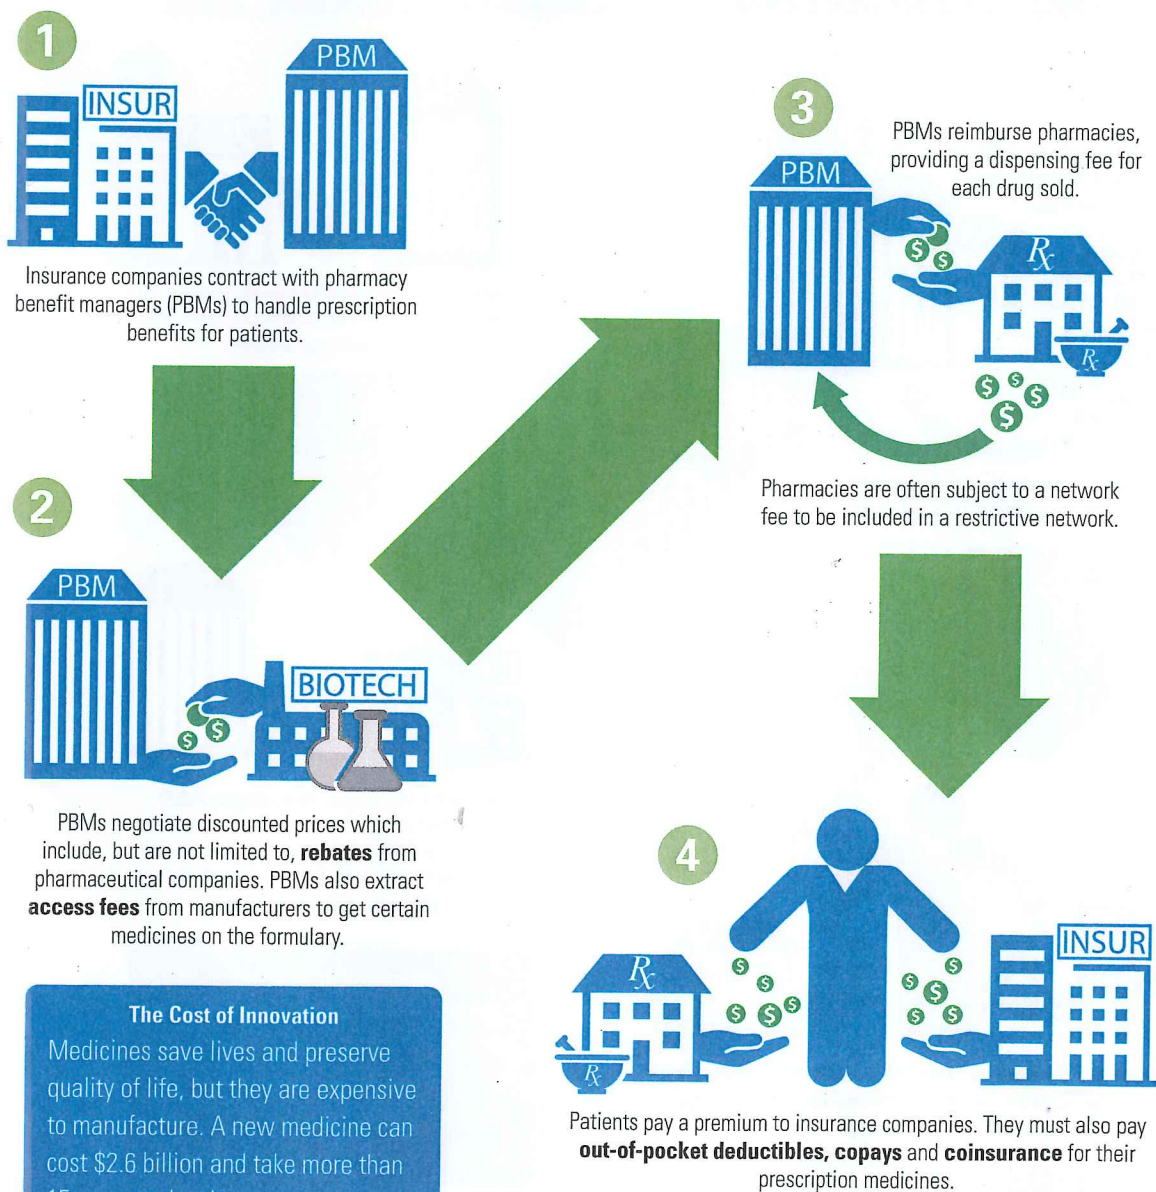 1
PBM
INSUR
Insurance companies contract with pharmacy
benefit managers (PBMs) to handle prescription
benefits for patients.
2
PBM
BIOTECH
$
$
PBMs negotiate discounted prices which
include, but are not limited to, rebates from
pharmaceutical companies. PBMs also extract
access fees from manufacturers to get certain
medicines on the formulary.
The Cost of Innovation
Medicines save lives and preserve
quality of life, but they are expensive
to manufacture. A new medicine can
cost $2.6 billion and take more than
3
PBMs reimburse pharmacies,
providing a dispensing fee for
each drug sold.
PBM
$
$
Rx
Rx
$
$
$
$
Pharmacies are often subject to a network
fee to be included in a restrictive network.
4
Rx
Rx
$
$
$
$
$
$
$
$
$
$
INSUR
Patients pay a premium to insurance companies. They must also pay
out-of-pocket deductibles, copays and coinsurance for their
prescription medicines.